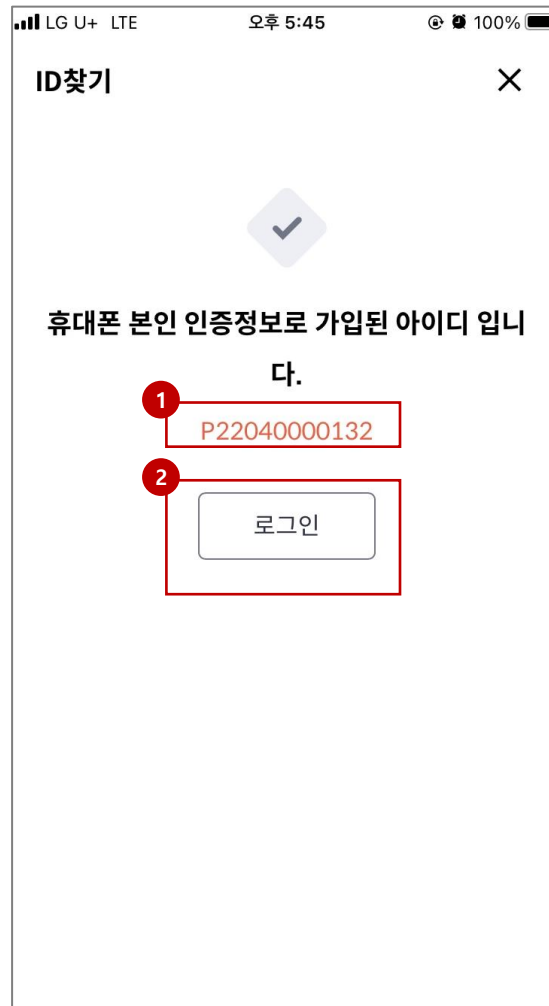 LG U+ LTE 오후 5:45 100%
ID찾기
휴대폰 본인 인증정보로 가입된 아이디 입니
다.
1
P22040000132
2
로그인